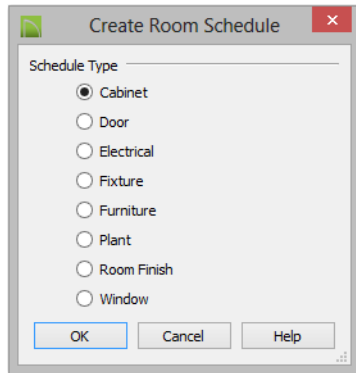 Create Room Schedule
Schedule Type
Cabinet
Door
Electrical
Fixture
Furniture
Plant
Room Finish
Window
OK Cancel Help